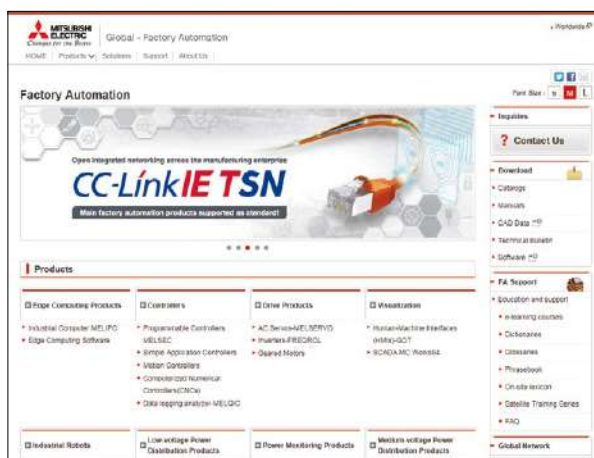 MITSUBISHI
ELECTRIC
Changes for the Better
Global - Factory Automation
Worldwide
HOME Products Solutions Support About Us
Font Size : S M L
Factory Automation
Open integrated networking across the manufacturing enterprise
CC-Link IE TSN
Main factory automation products supported as standard!
Products
Edge Computing Products
Industrial Computer MELIPC
Edge Computing Software
Controllers
Programmable Controllers
MELSEC
Simple Application Controllers
Motion Controllers
Computerized Numerical
Controllers(CNCs)
Data logging analyzer-MELQIC
Drive Products
AC Servos-MELSERVO
Inverters-FREQROL
Geared Motors
Visualization
Human-Machine Interfaces
(HMIs)-GOT
SCADA MC Works64
Industrial Robots
Low-voltage Power
Distribution Products
Power Monitoring Products
Medium-voltage Power
Distribution Products
Inquiries
? Contact Us
Download
Catalogs
Manuals
CAD Data
Technical Bulletin
Software
FA Support
Education and support
e-learning courses
Dictionaries
Glossaries
Phrasebook
On-site lexicon
Satellite Training Series
FAQ
Global Network